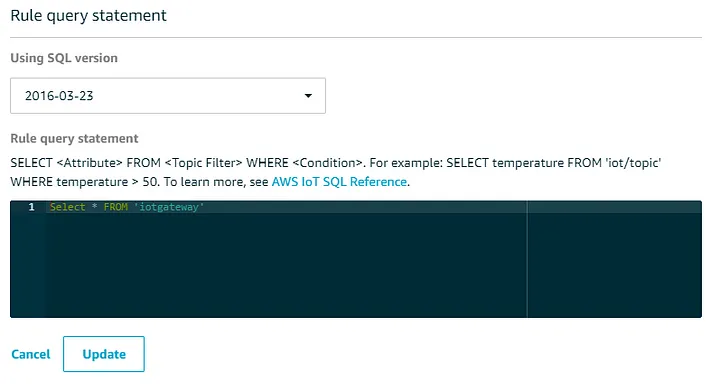 Rule query statement
Using SQL version
2016-03-23
Rule query statement
SELECT <Attribute> FROM <Topic Filter> WHERE <Condition>. For example: SELECT temperature FROM 'iot/topic'
WHERE temperature > 50. To learn more, see AWS IoT SQL Reference.
1 Select * FROM 'iotgateway'
Cancel Update